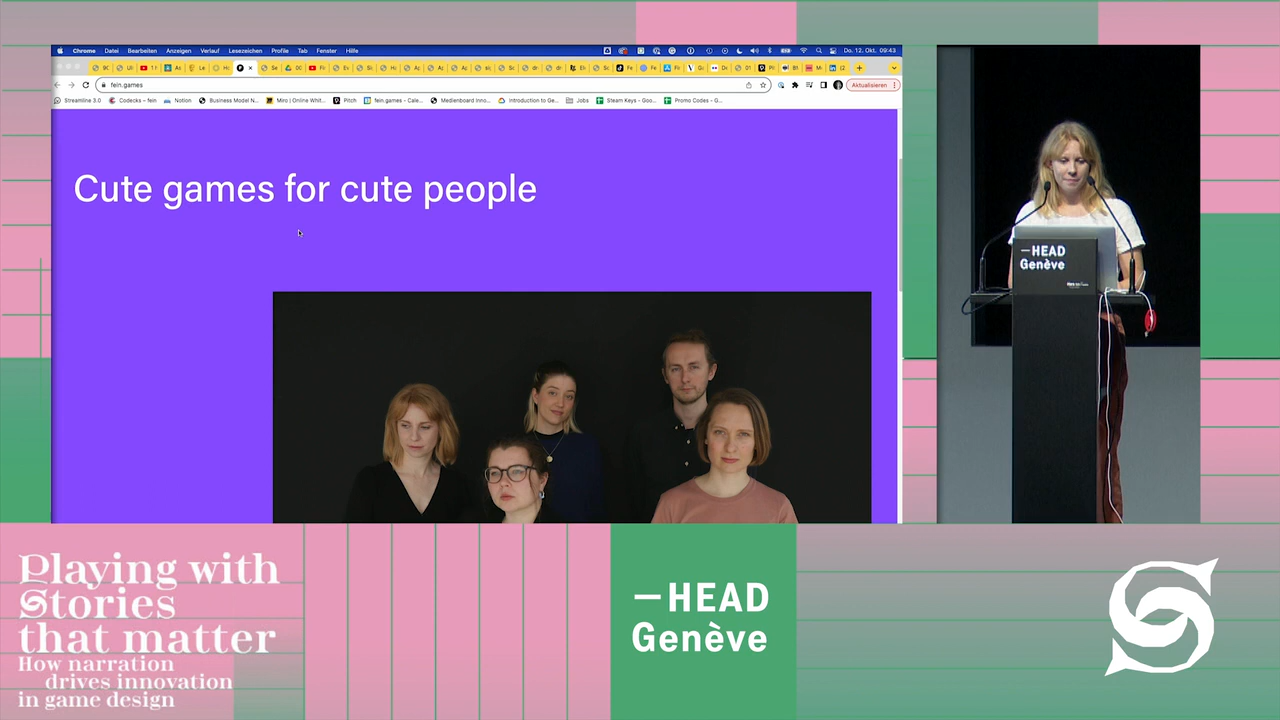 Chrome Datei Bearbeiten Anzeigen Verlauf Lesezeichen Profile Tab Fenster Hilfe
Do. 12. Okt. 09:43
fein.games
Aktualisieren
Streamline 3.0 Codecks – fein Notion Business Model N... Miro | Online Whit... Pitch fein.games - Cale... Medienboard Inno... Introduction to Ge... Jobs Steam Keys - Goo... Promo Codes - G...
Cute games for cute people
—HEAD
Genève
Playing with
Stories
that matter
How narration
drives innovation
in game design
—HEAD
Genève